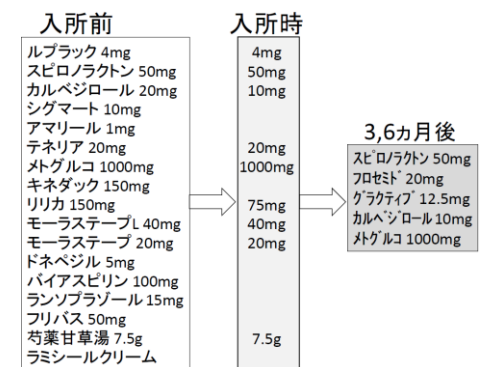 入所前
ルプラック 4mg
スピロノラクトン 50mg
カルベジロール 20mg
シグマート 10mg
アマリール 1mg
テネリア 20mg
メトグルコ 1000mg
キネダック 150mg
リリカ 150mg
モーラステープL 40mg
モーラステープ 20mg
ドネペジル 5mg
バイアスピリン 100mg
ランソプラゾール 15mg
フリバス 50mg
芍薬甘草湯 7.5g
ラミシールクリーム
入所時
4mg
50mg
10mg
20mg
1000mg
75mg
40mg
20mg
7.5g
3,6ヵ月後
スピロノラクトン 50mg
フロセミド 20mg
グラクティブ 12.5mg
カルベジロール 10mg
メトグルコ 1000mg